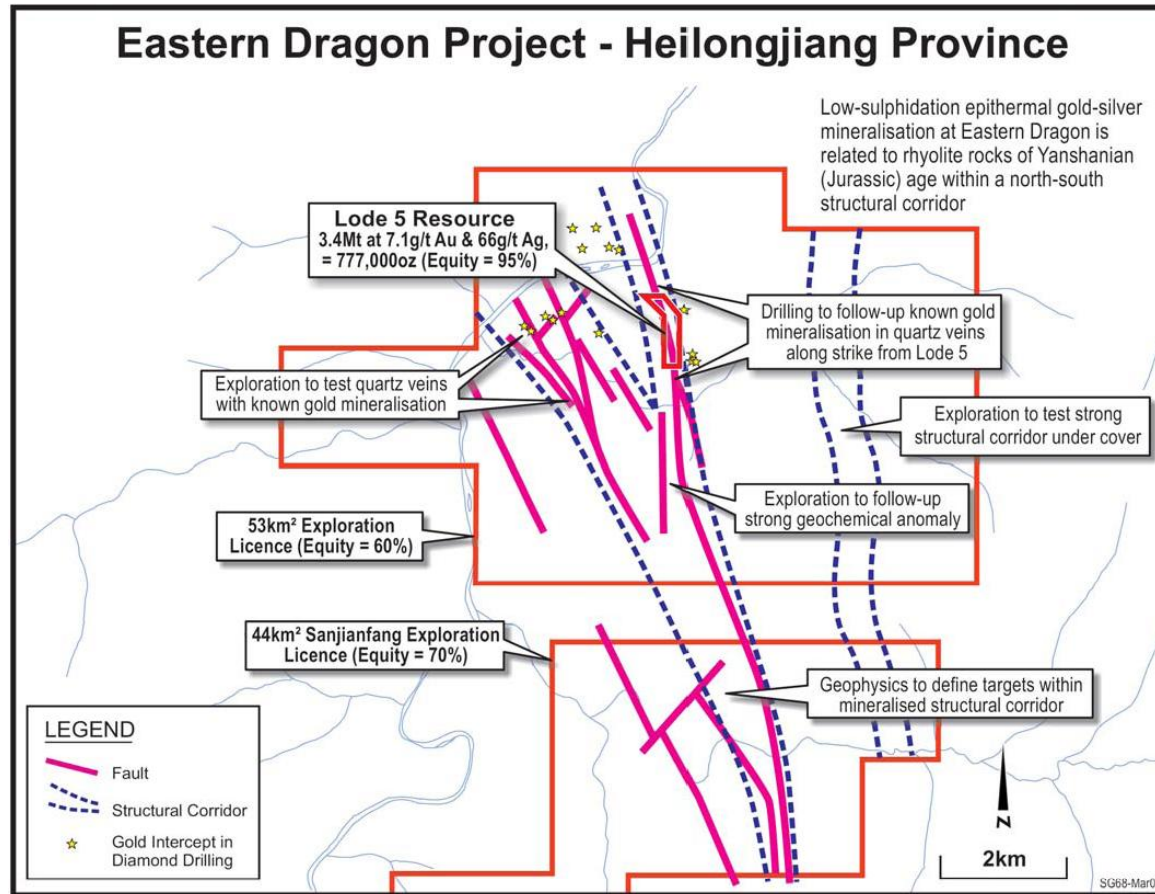 Eastern Dragon Project - Heilongjiang Province
Low-sulphidation epithermal gold-silver
mineralisation at Eastern Dragon is
related to rhyolite rocks of Yanshanian
(Jurassic) age within a north-south
structural corridor
Lode 5 Resource
3.4Mt at 7.1g/t Au & 66g/t Ag,
= 777,000oz (Equity = 95%)
Drilling to follow-up known gold
mineralisation in quartz veins
along strike from Lode 5
Exploration to test quartz veins
with known gold mineralisation
Exploration to test strong
structural corridor under cover
Exploration to follow-up
strong geochemical anomaly
53km² Exploration
Licence (Equity = 60%)
44km² Sanjianfang Exploration
Licence (Equity = 70%)
Geophysics to define targets within
mineralised structural corridor
LEGEND
Fault
Structural Corridor
Gold Intercept in
Diamond Drilling
N
2km